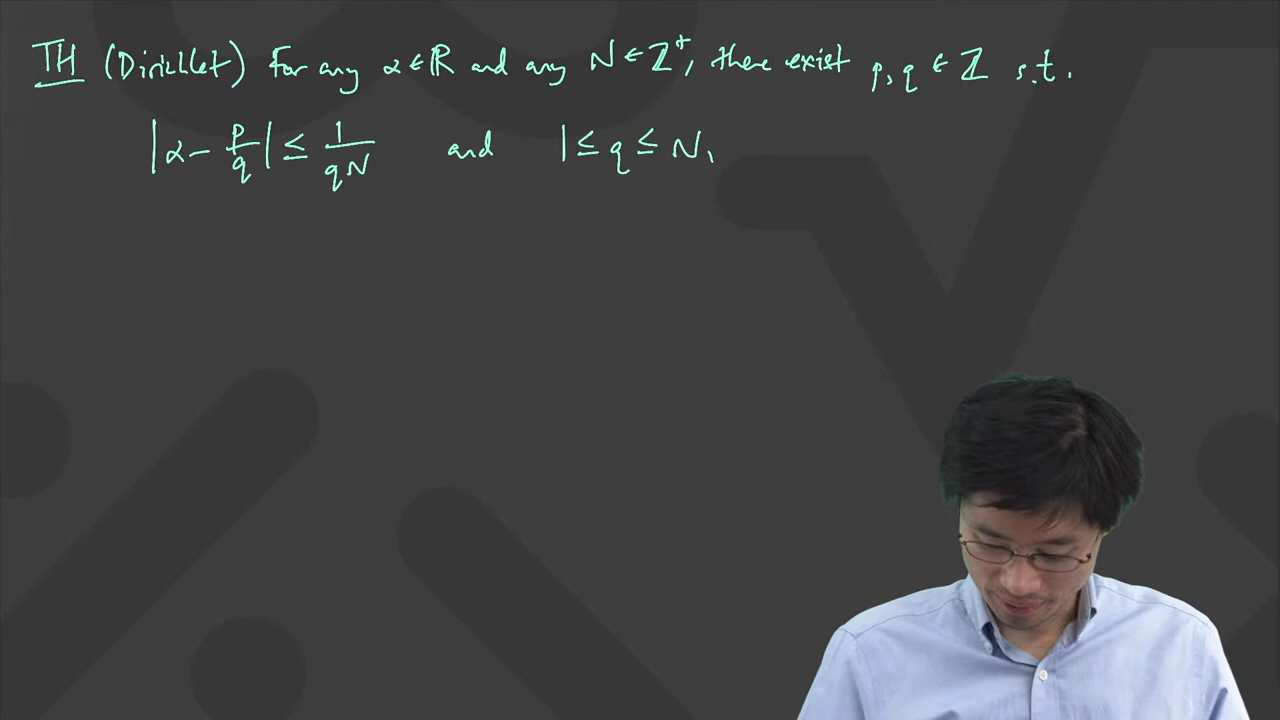 TH (Dirichlet) For any α ∈ ℝ and any N ∈ ℤ⁺, there exist p, q ∈ ℤ s.t.
|α - p/q| ≤ 1/qN and 1 ≤ q ≤ N.